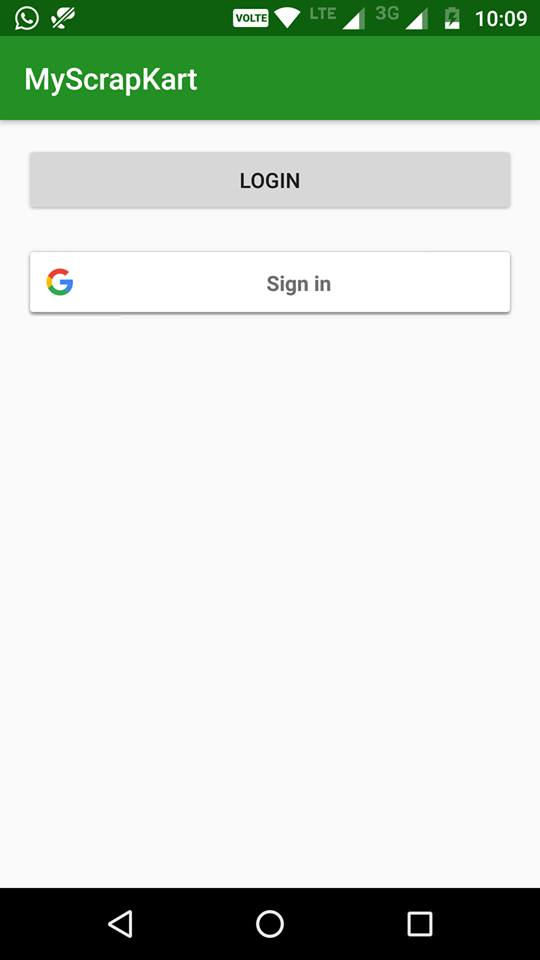 VOLTE LTE 3G 10:09
MyScrapKart
LOGIN
Sign in